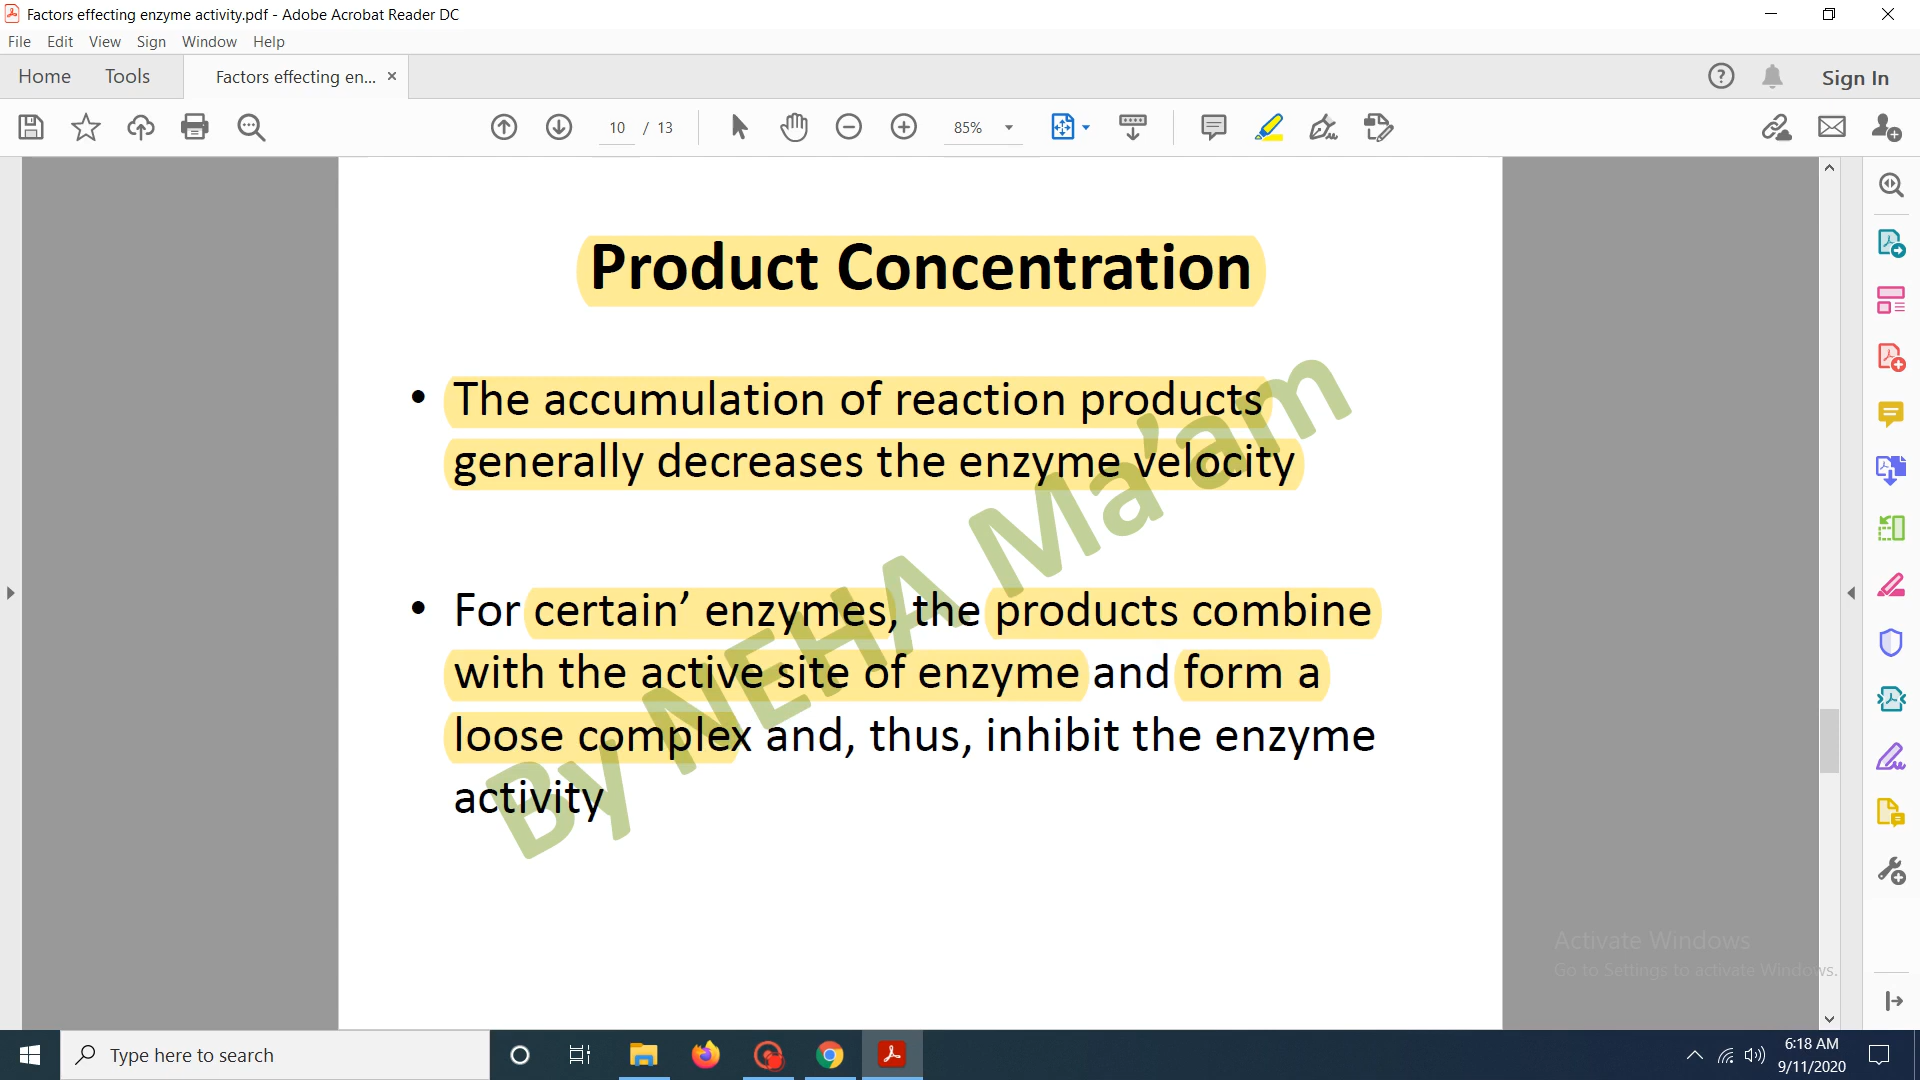 Factors effecting enzyme activity.pdf - Adobe Acrobat Reader DC
File Edit View Sign Window Help
Home Tools Factors effecting en... × Sign In
10 / 13 85%
Product Concentration
• The accumulation of reaction products
generally decreases the enzyme velocity
• For certain’ enzymes, the products combine
with the active site of enzyme and form a
loose complex and, thus, inhibit the enzyme
activity
By NEHA Ma’am
Activate Windows
Go to Settings to activate Windows.
Type here to search
6:18 AM
9/11/2020